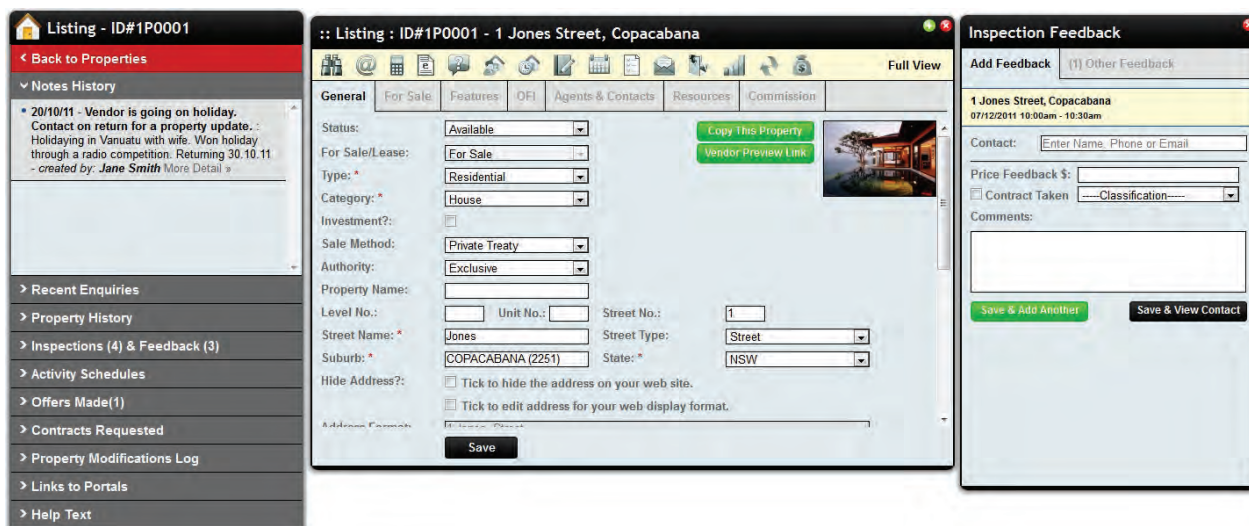 Listing - ID#1P0001
< Back to Properties
Notes History
20/10/11 - Vendor is going on holiday.
Contact on return for a property update. :
Holidaying in Vanuatu with wife. Won holiday
through a radio competition. Returning 30.10.11
- created by: Jane Smith More Detail »
> Recent Enquiries
> Property History
> Inspections (4) & Feedback (3)
> Activity Schedules
> Offers Made(1)
> Contracts Requested
> Property Modifications Log
> Links to Portals
> Help Text
:: Listing : ID#1P0001 - 1 Jones Street, Copacabana
Full View
General For Sale Features OFI Agents & Contacts Resources Commission
Status: Available
Copy This Property
For Sale/Lease: For Sale
Vendor Preview Link
Type: * Residential
Category: * House
Investment?:
Sale Method: Private Treaty
Authority: Exclusive
Property Name:
Level No.: Unit No.: Street No.: 1
Street Name: * Jones Street Type: Street
Suburb: * COPACABANA (2251) State: * NSW
Hide Address?: Tick to hide the address on your web site.
Tick to edit address for your web display format.
Address Format: 1 Jones Street
Save
Inspection Feedback
Add Feedback (1) Other Feedback
1 Jones Street, Copacabana
07/12/2011 10:00am - 10:30am
Contact: Enter Name, Phone or Email
Price Feedback $:
Contract Taken -----Classification-----
Comments:
Save & Add Another Save & View Contact